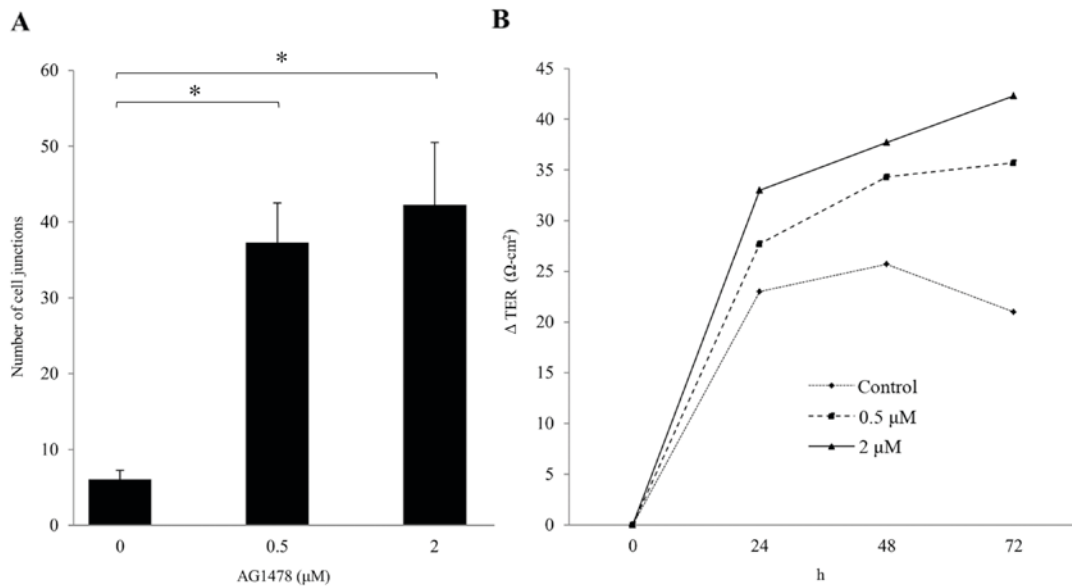 A
60
50
40
30
20
10
0
Number of cell junctions
*
*
0 0.5 2
AG1478 (μM)
B
45
40
35
30
25
20
15
10
5
0
Δ TER (Ω-cm²)
Control
0.5 μM
2 μM
0 24 48 72
h